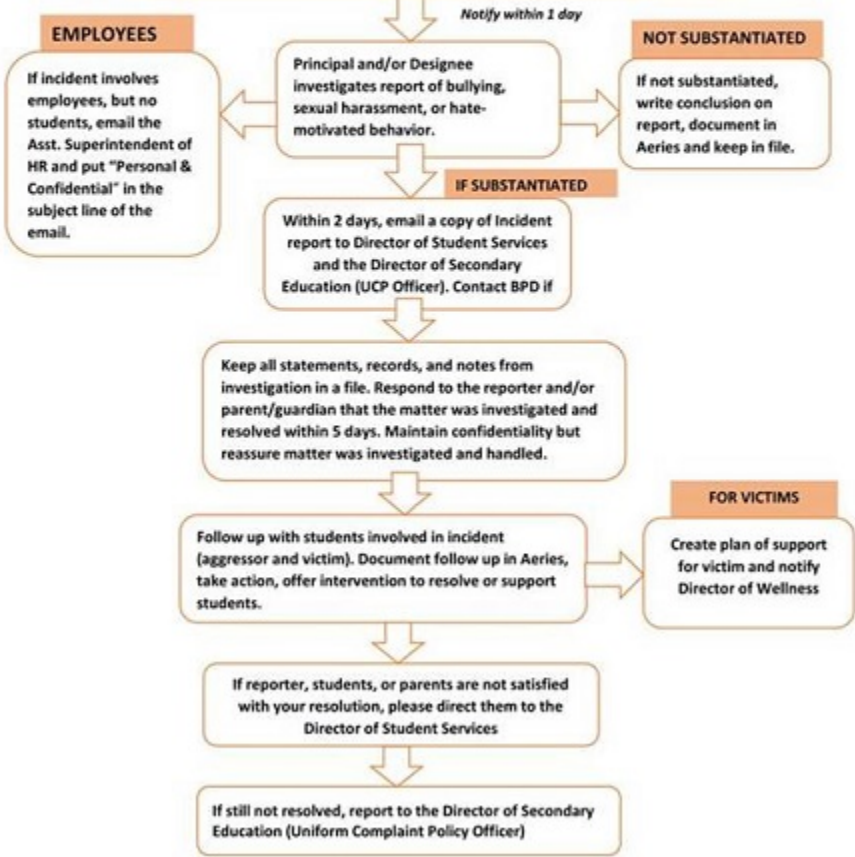 Notify within 1 day
EMPLOYEES
If incident involves
employees, but no
students, email the
Asst. Superintendent of
HR and put "Personal &
Confidential" in the
subject line of the
email.
Principal and/or Designee
investigates report of bullying,
sexual harassment, or hate-
motivated behavior.
NOT SUBSTANTIATED
If not substantiated,
write conclusion on
report, document in
Aeries and keep in file.
IF SUBSTANTIATED
Within 2 days, email a copy of Incident
report to Director of Student Services
and the Director of Secondary
Education (UCP Officer). Contact BPD if
Keep all statements, records, and notes from
investigation in a file. Respond to the reporter and/or
parent/guardian that the matter was investigated and
resolved within 5 days. Maintain confidentiality but
reassure matter was investigated and handled.
Follow up with students involved in incident
(aggressor and victim). Document follow up in Aeries,
take action, offer intervention to resolve or support
students.
FOR VICTIMS
Create plan of support
for victim and notify
Director of Wellness
If reporter, students, or parents are not satisfied
with your resolution, please direct them to the
Director of Student Services
If still not resolved, report to the Director of Secondary
Education (Uniform Complaint Policy Officer)